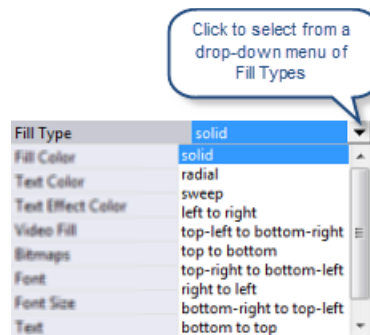 Click to select from a
drop-down menu of
Fill Types
Fill Type solid
Fill Color solid
Text Color radial
Text Effect Color sweep
Video Fill left to right
Bitmaps top-left to bottom-right
Font top to bottom
Font Size top-right to bottom-left
Text right to left
bottom-right to top-left
bottom to top